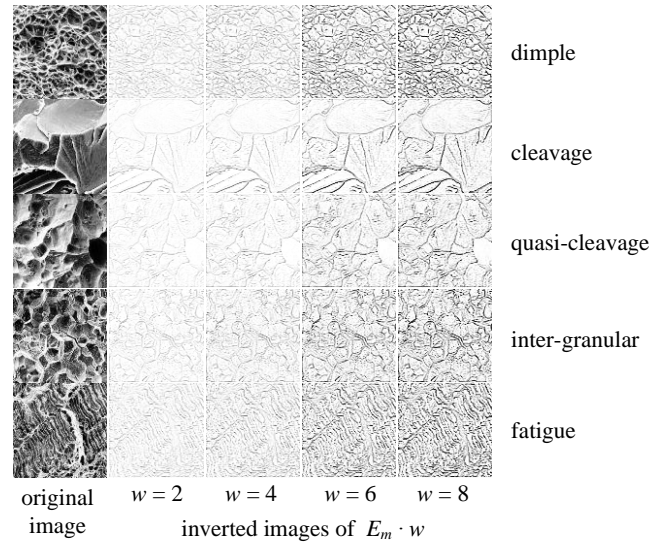 dimple
cleavage
quasi-cleavage
inter-granular
fatigue
original
image
w = 2
w = 4
w = 6
w = 8
inverted images of E_m · w